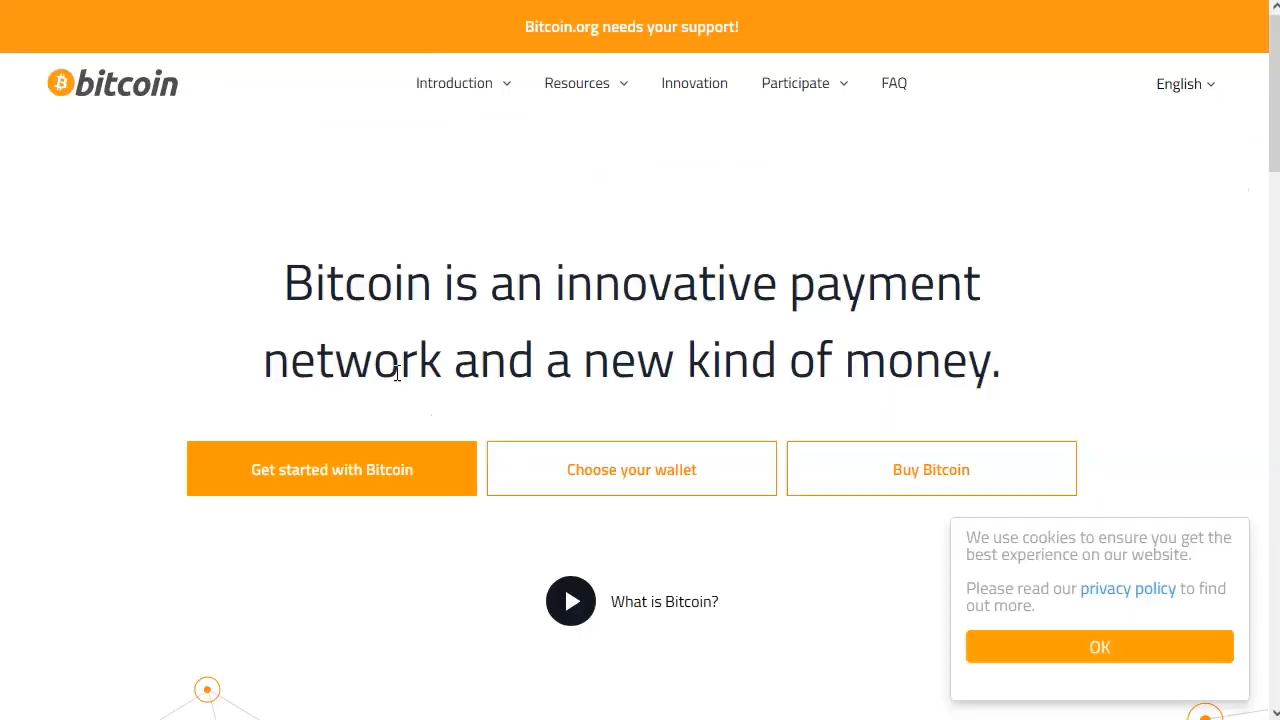 Bitcoin.org needs your support!
bitcoin
Introduction
Resources
Innovation
Participate
FAQ
English
Bitcoin is an innovative payment
network and a new kind of money.
Get started with Bitcoin
Choose your wallet
Buy Bitcoin
We use cookies to ensure you get the
best experience on our website.
Please read our privacy policy to find
out more.
OK
What is Bitcoin?